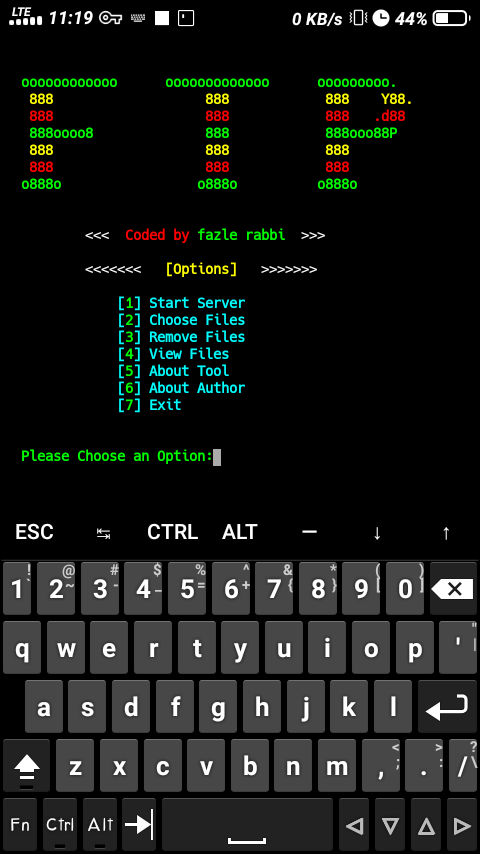 LTE 11:19 0 KB/s 44%
oooooooooooo oooooooooooooo ooooooooo.
888 888 888 Y88.
888 888 888 .d88
888oooo8 888 888ooo88P
888 888 888
888 888 888
o888o o888o o888o
<<< Coded by fazle rabbi >>>
<<<<<<< [Options] >>>>>>>
[1] Start Server
[2] Choose Files
[3] Remove Files
[4] View Files
[5] About Tool
[6] About Author
[7] Exit
Please Choose an Option:
ESC ↹ CTRL ALT — ↓ ↑
! @ # $ % ^ & * ( )
1 2 ~ 3 - 4 _ 5 = 6 + 7 { 8 } 9 [ 0 ]
q w e r t y u i o p ' " |
a s d f g h j k l
z x c v b n m , < ; . > : / ? \
Fn Ctrl Alt